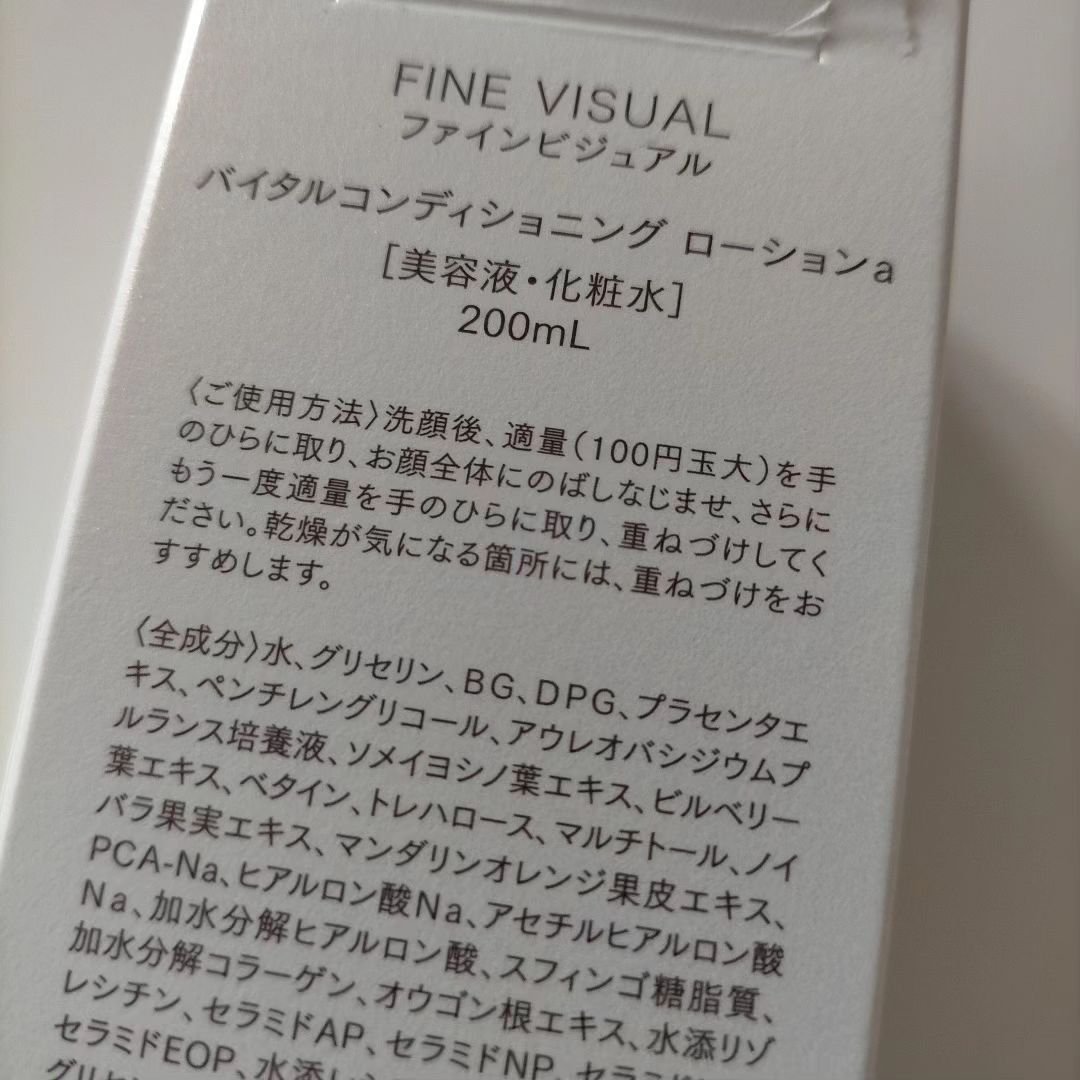 FINE VISUAL
ファインビジュアル
バイタルコンディショニング ローションa
[美容液・化粧水]
200mL
〈ご使用方法〉洗顔後、適量(100円玉大)を手
のひらに取り、お顔全体にのばしなじませ、さらに
もう一度適量を手のひらに取り、重ねづけしてく
ださい。乾燥が気になる箇所には、重ねづけをお
すすめします。
〈全成分〉水、グリセリン、BG、DPG、プラセンタエ
キス、ペンチレングリコール、アウレオバシジウムプ
ルランス培養液、ソメイヨシノ葉エキス、ビルベリー
葉エキス、ベタイン、トレハロース、マルチトール、ノイ
バラ果実エキス、マンダリンオレンジ果皮エキス、
PCA-Na、ヒアルロン酸Na、アセチルヒアルロン酸
Na、加水分解ヒアルロン酸、スフィンゴ糖脂質、
加水分解コラーゲン、オウゴン根エキス、水添リゾ
レシチン、セラミドAP、セラミドNP、
セラミドEOP、水添